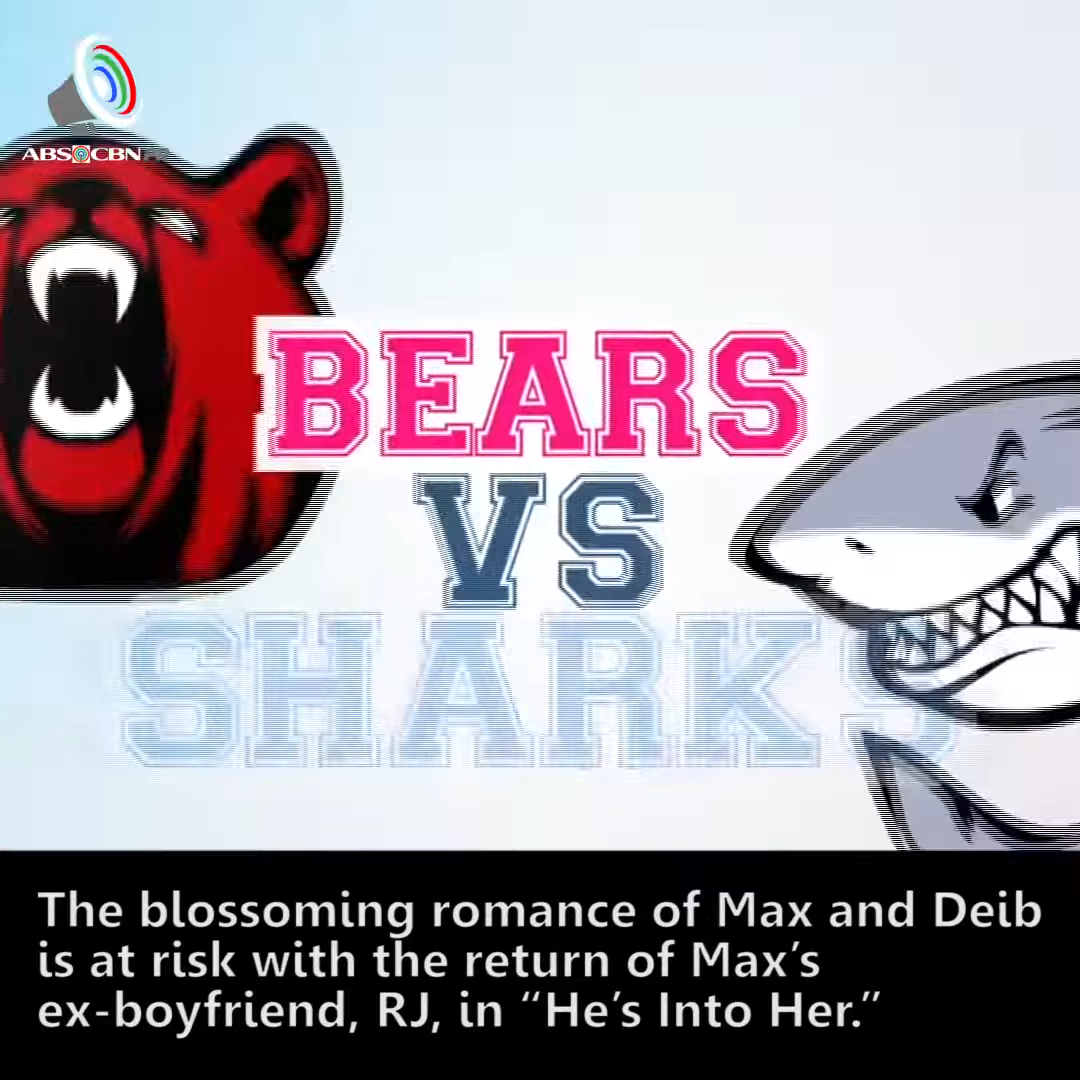 ABS CBN
BEARS
VS
SHARKS
The blossoming romance of Max and Deib
is at risk with the return of Max’s
ex-boyfriend, RJ, in “He’s Into Her.”